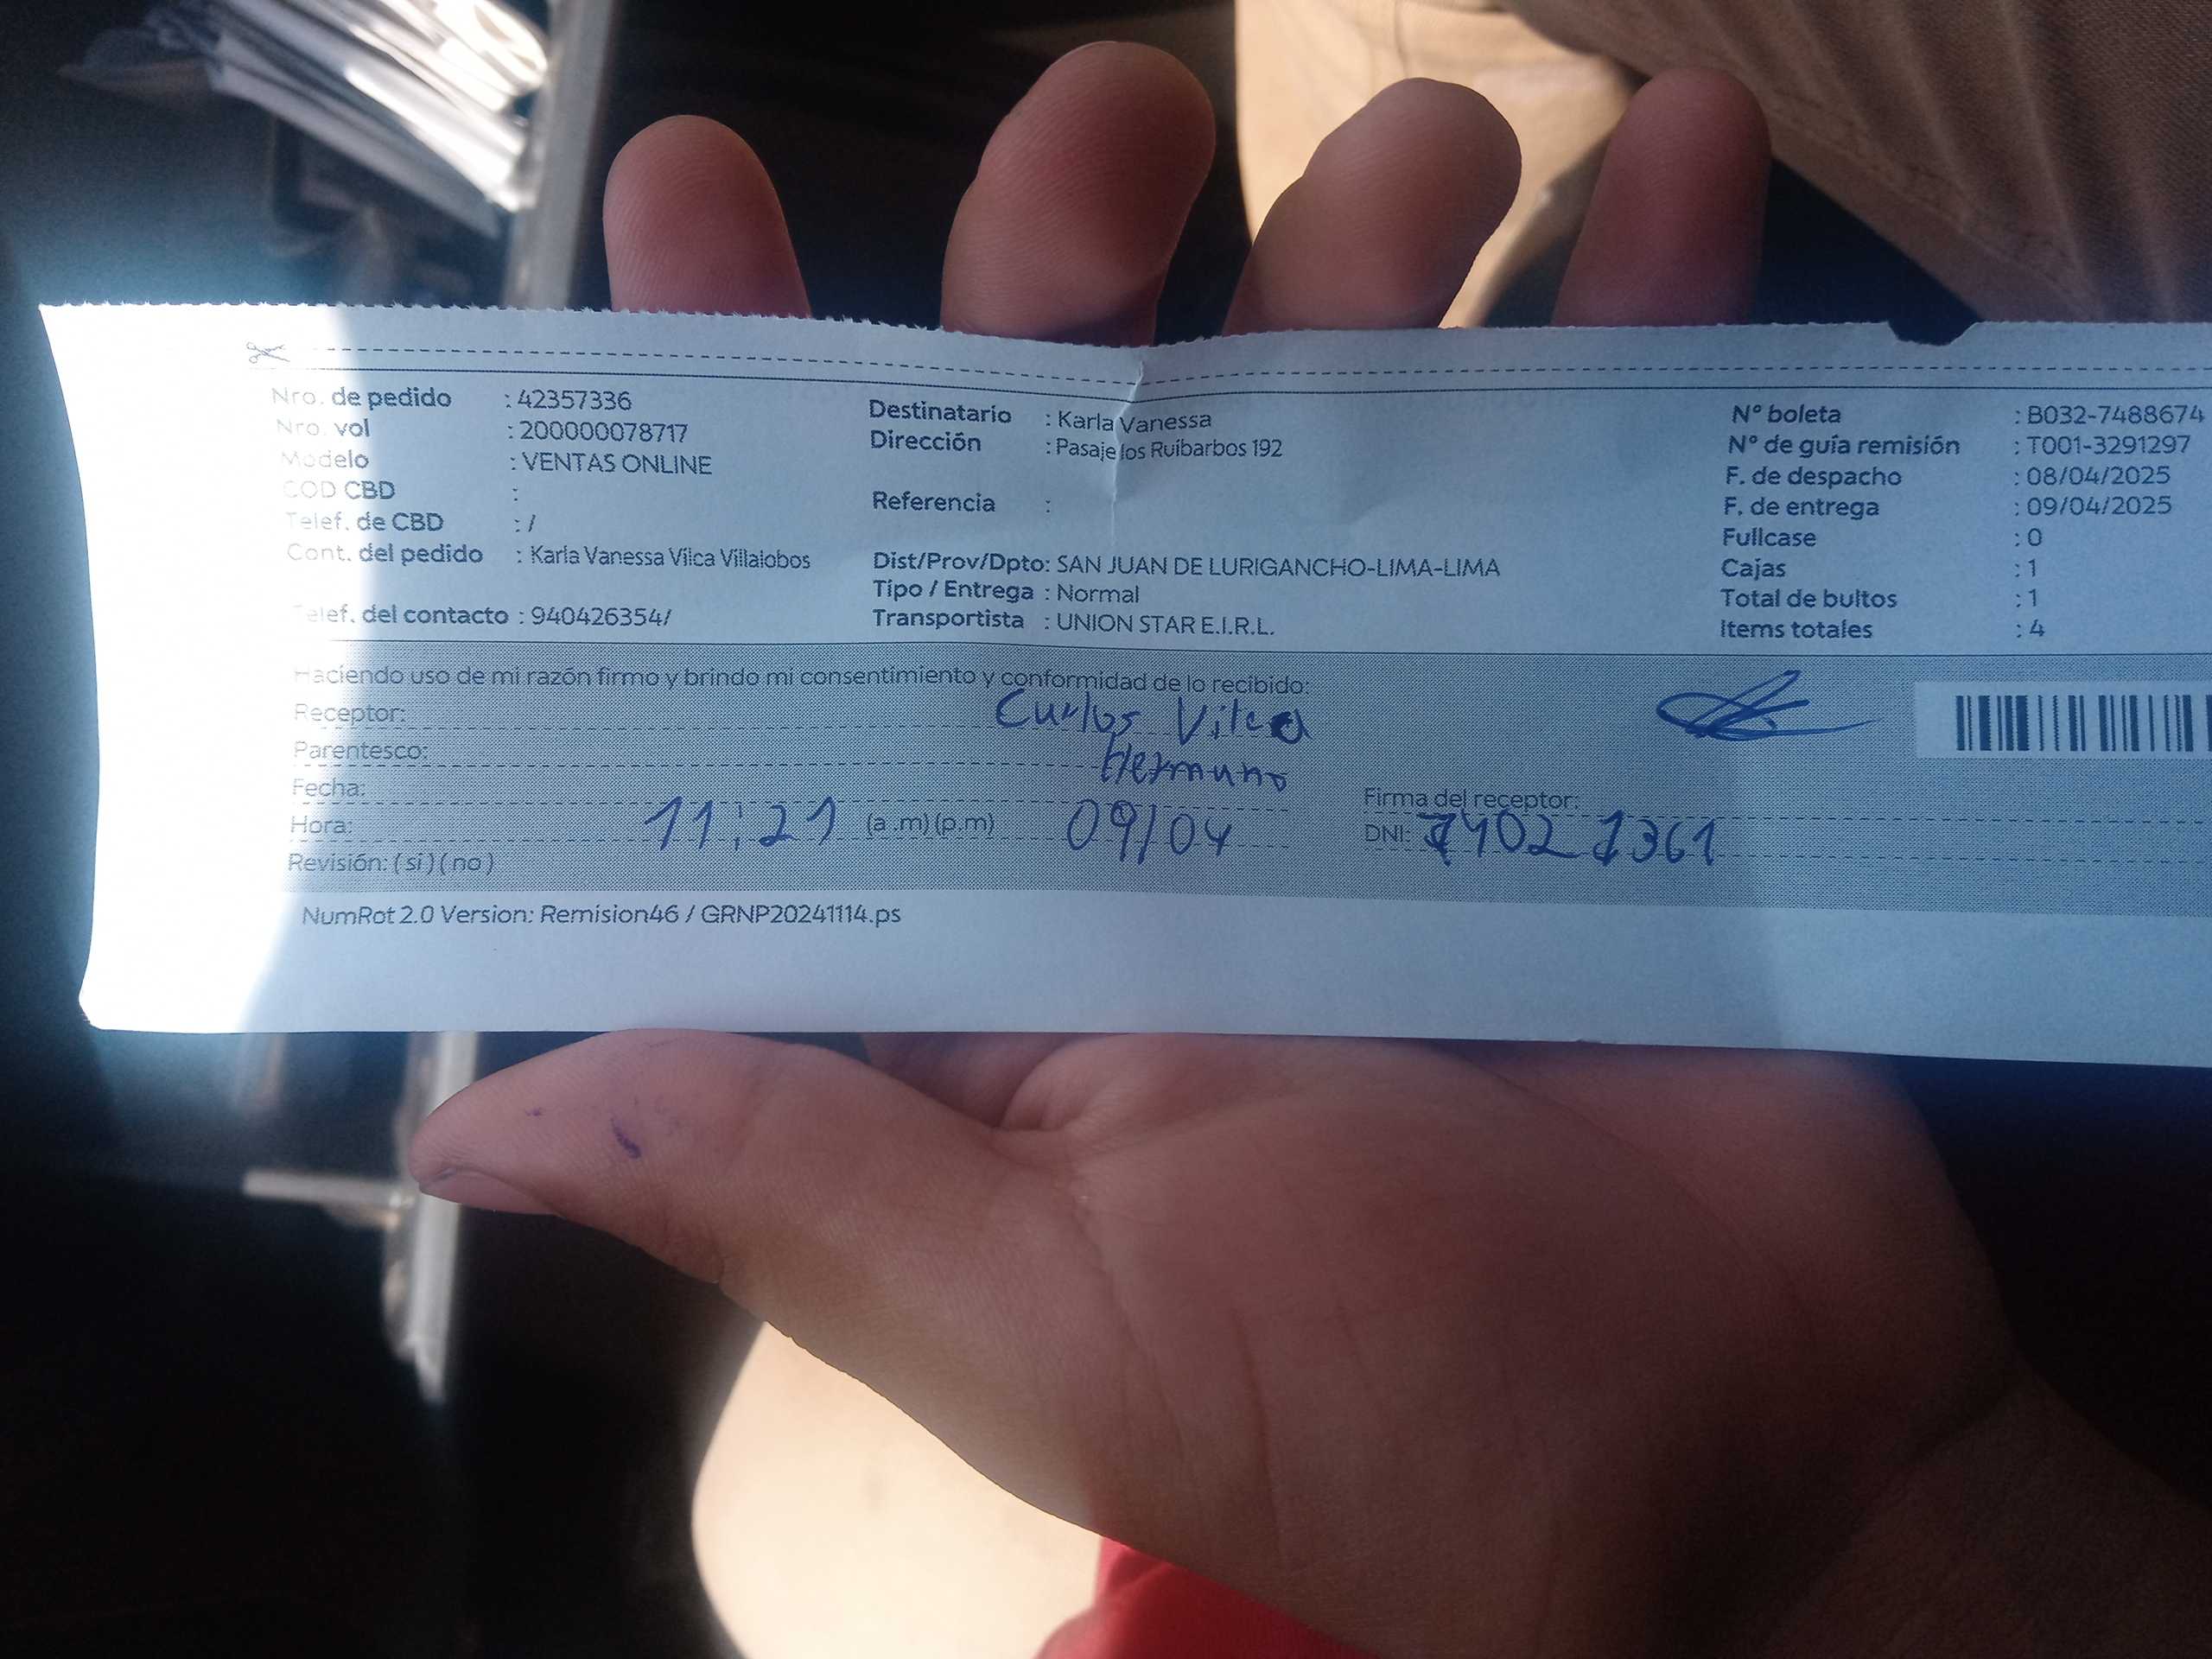 Nro. de pedido : 42357336
Nro. vol : 200000078717
Modelo : VENTAS ONLINE
COD CBD :
Telef. de CBD : /
Cont. del pedido : Karla Vanessa Vilca Villalobos
Telef. del contacto : 940426354/
Destinatario : Karla Vanessa
Dirección : Pasaje los Ruíbarbos 192
Referencia :
Dist/Prov/Dpto: SAN JUAN DE LURIGANCHO-LIMA-LIMA
Tipo / Entrega : Normal
Transportista : UNION STAR E.I.R.L.
N° boleta : B032-7488674
N° de guía remisión : T001-3291297
F. de despacho : 08/04/2025
F. de entrega : 09/04/2025
Fullcase : 0
Cajas : 1
Total de bultos : 1
Items totales : 4
Haciendo uso de mi razón firmo y brindo mi consentimiento y conformidad de lo recibido:
Receptor: Carlos Vilca
Parentesco: Hermano
Fecha:
Hora: 11:21 (a .m) (p.m) 09/04
Revisión: ( si ) ( no )
Firma del receptor:
DNI: 74021361
NumRot 2.0 Version: Remision46 / GRNP20241114.ps